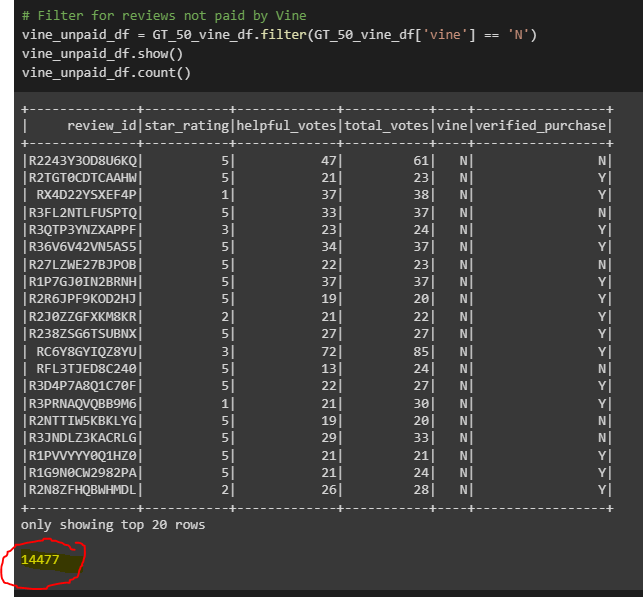 # Filter for reviews not paid by Vine
vine_unpaid_df = GT_50_vine_df.filter(GT_50_vine_df['vine'] == 'N')
vine_unpaid_df.show()
vine_unpaid_df.count()
+--------------+-----------+-------------+-----------+----+-----------------+
|     review_id|star_rating|helpful_votes|total_votes|vine|verified_purchase|
+--------------+-----------+-------------+-----------+----+-----------------+
|R2243Y3OD8U6KQ|          5|           47|         61|   N|                N|
|R2TGT0CDTCAAHW|          5|           21|         23|   N|                Y|
| RX4D22YSXEF4P|          1|           37|         38|   N|                Y|
|R3FL2NTLFUSPTQ|          5|           33|         37|   N|                N|
|R3QTP3YNZXAPPF|          3|           23|         24|   N|                Y|
|R36V6V42VN5AS5|          5|           34|         37|   N|                Y|
|R27LZWE27BJPOB|          5|           22|         23|   N|                N|
|R1P7GJ0IN2BRNH|          5|           37|         37|   N|                Y|
|R2R6JPF9KOD2HJ|          5|           19|         20|   N|                Y|
|R2J0ZZGFXKM8KR|          2|           21|         22|   N|                Y|
|R238ZSG6TSUBNX|          5|           27|         27|   N|                Y|
| RC6Y8GYIQZ8YU|          3|           72|         85|   N|                Y|
| RFL3TJED8C240|          5|           13|         24|   N|                N|
|R3D4P7A8Q1C70F|          5|           22|         27|   N|                Y|
|R3PRNAQVQBB9M6|          1|           21|         30|   N|                Y|
|R2NTTIW5KBKLYG|          5|           19|         20|   N|                N|
|R3JNDLZ3KACRLG|          5|           29|         33|   N|                N|
|R1PVVYYY0Q1HZ0|          5|           21|         21|   N|                Y|
|R1G9N0CW2982PA|          5|           21|         24|   N|                Y|
|R2N8ZFHQBWHMDL|          2|           26|         28|   N|                Y|
+--------------+-----------+-------------+-----------+----+-----------------+
only showing top 20 rows
14477